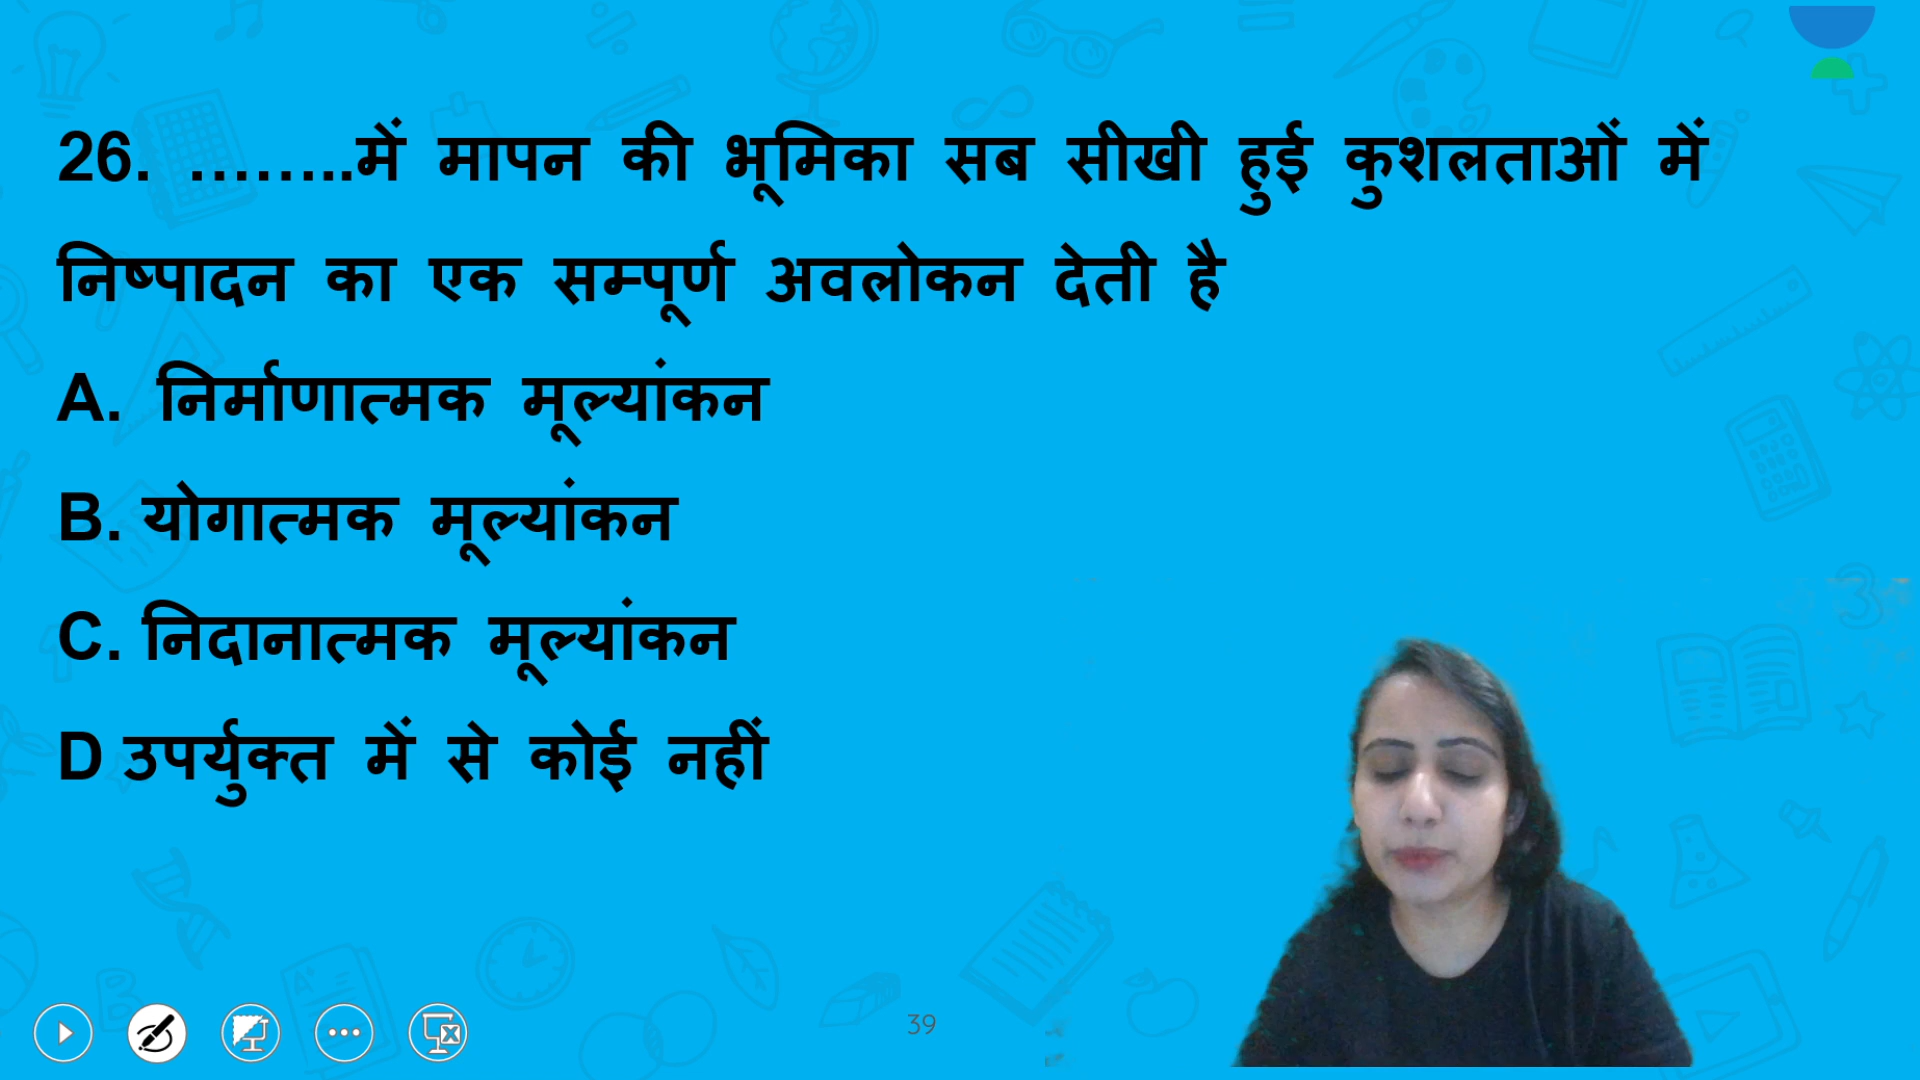 26. ……..में मापन की भूमिका सब सीखी हुई कुशलताओं में
निष्पादन का एक सम्पूर्ण अवलोकन देती है
A. निर्माणात्मक मूल्यांकन
B. योगात्मक मूल्यांकन
C. निदानात्मक मूल्यांकन
D उपर्युक्त में से कोई नहीं
39